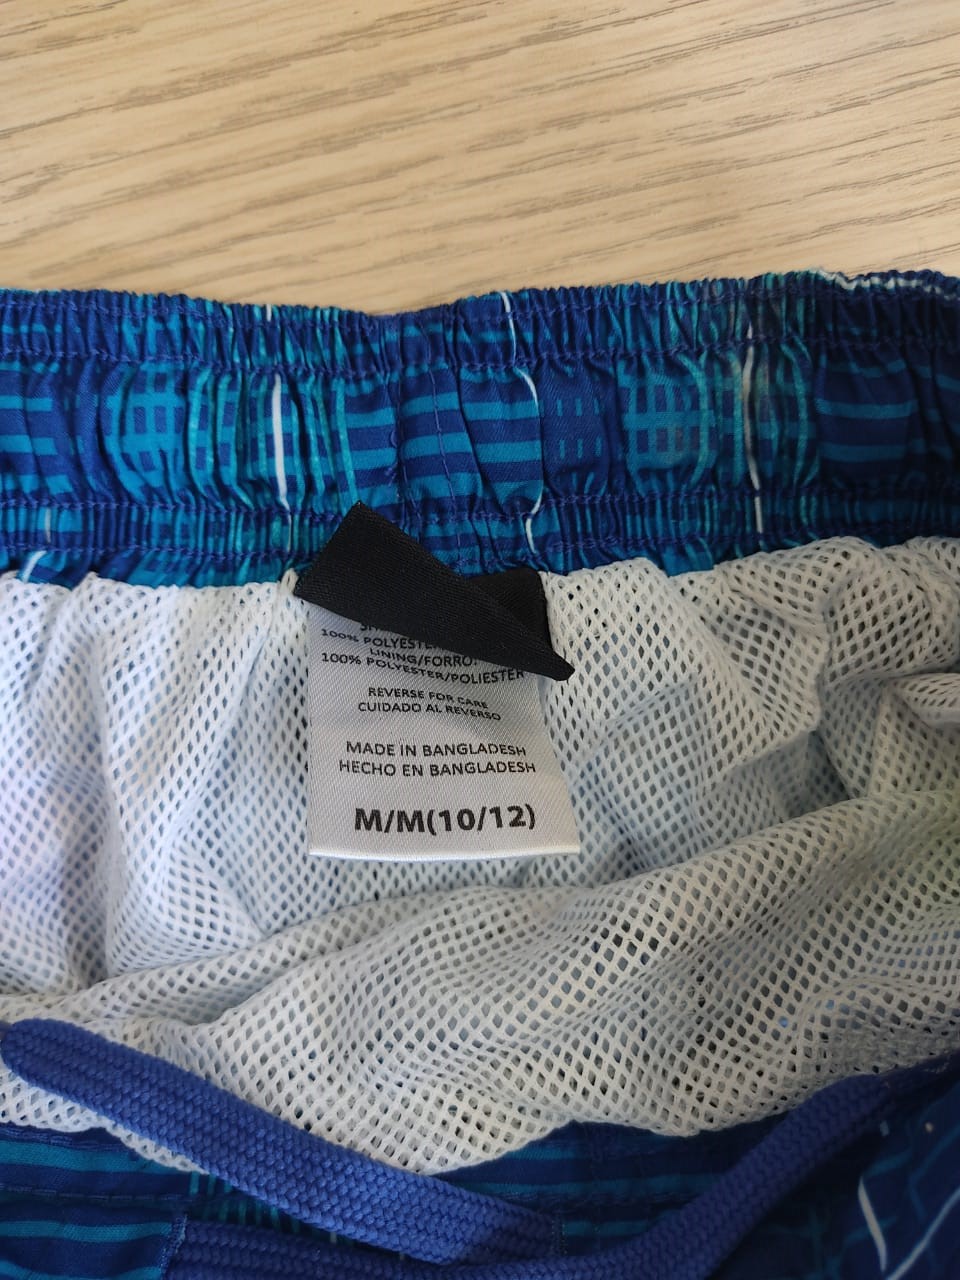 100% POLYESTER
LINING/FORRO:
100% POLYESTER/POLIESTER
REVERSE FOR CARE
CUIDADO AL REVERSO
MADE IN BANGLADESH
HECHO EN BANGLADESH
M/M(10/12)